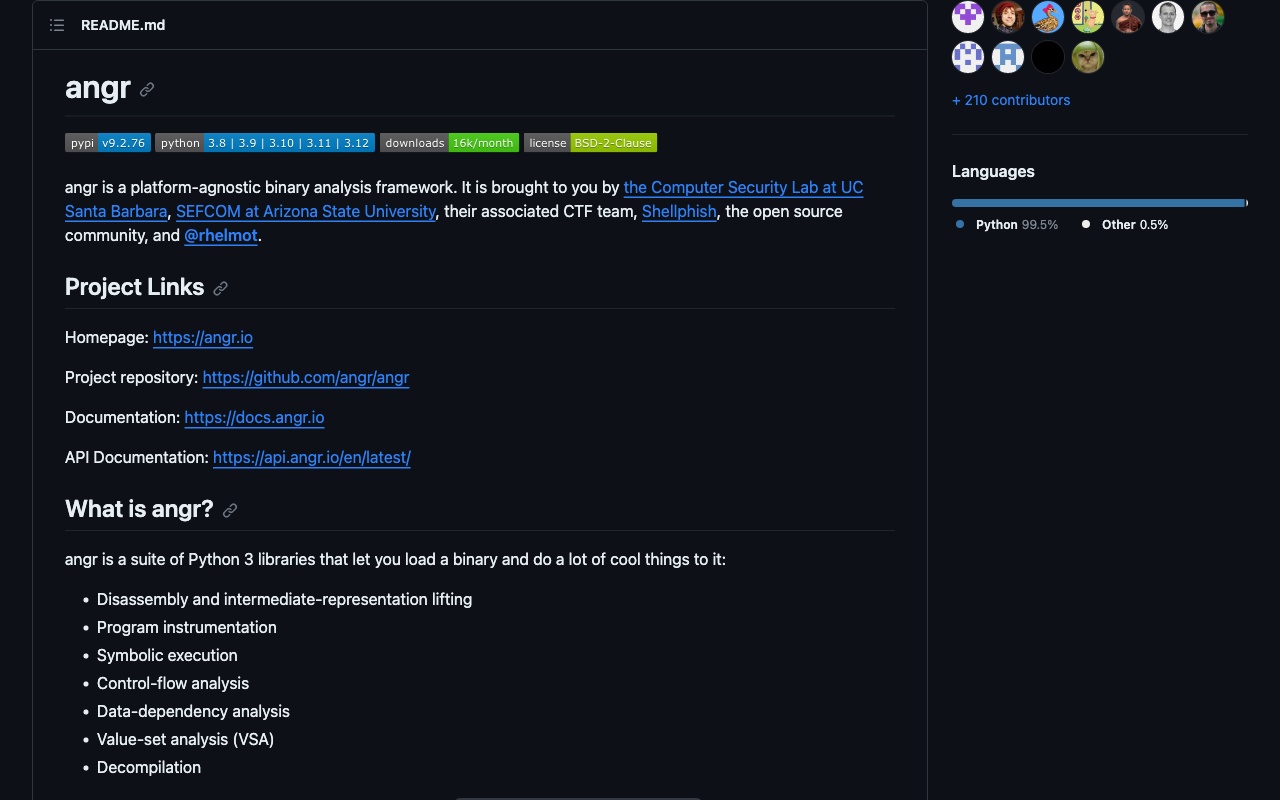 README.md
angr
pypi v9.2.76 python 3.8 | 3.9 | 3.10 | 3.11 | 3.12 downloads 16k/month license BSD-2-Clause
angr is a platform-agnostic binary analysis framework. It is brought to you by the Computer Security Lab at UC
Santa Barbara, SEFCOM at Arizona State University, their associated CTF team, Shellphish, the open source
community, and @rhelmot.
Project Links
Homepage: https://angr.io
Project repository: https://github.com/angr/angr
Documentation: https://docs.angr.io
API Documentation: https://api.angr.io/en/latest/
What is angr?
angr is a suite of Python 3 libraries that let you load a binary and do a lot of cool things to it:
• Disassembly and intermediate-representation lifting
• Program instrumentation
• Symbolic execution
• Control-flow analysis
• Data-dependency analysis
• Value-set analysis (VSA)
• Decompilation
+ 210 contributors
Languages
Python 99.5% Other 0.5%